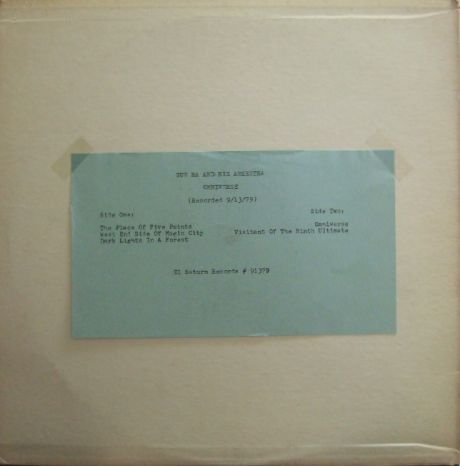 SUN RA AND HIS ARKESTRA
OMNIVERSE
(Recorded 9/13/79)
Side One:
The Place Of Five Points
West End Side Of Magic City
Dark Lights In A Forest
Side Two:
Omniverse
Visitant Of The Ninth Ultimate
El Saturn Records # 91379